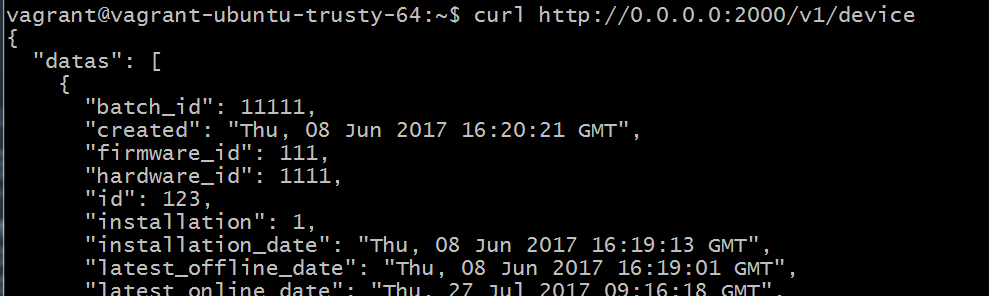 vagrant@vagrant-ubuntu-trusty-64:~$ curl http://0.0.0.0:2000/v1/device
{
  "datas": [
    {
      "batch_id": 11111,
      "created": "Thu, 08 Jun 2017 16:20:21 GMT",
      "firmware_id": 111,
      "hardware_id": 1111,
      "id": 123,
      "installation": 1,
      "installation_date": "Thu, 08 Jun 2017 16:19:13 GMT",
      "latest_offline_date": "Thu, 08 Jun 2017 16:19:01 GMT",
      "latest_online_date": "Thu, 27 Jul 2017 09:16:18 GMT",